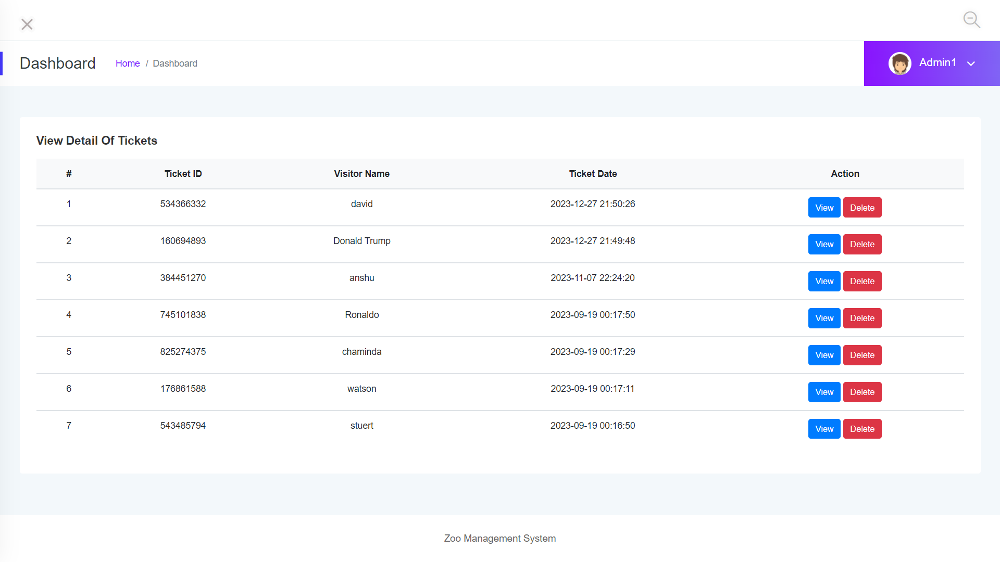 Dashboard Home / Dashboard Admin1
View Detail Of Tickets
# Ticket ID Visitor Name Ticket Date Action
1 534366332 david 2023-12-27 21:50:26 View Delete
2 160694893 Donald Trump 2023-12-27 21:49:48 View Delete
3 384451270 anshu 2023-11-07 22:24:20 View Delete
4 745101838 Ronaldo 2023-09-19 00:17:50 View Delete
5 825274375 chaminda 2023-09-19 00:17:29 View Delete
6 176861588 watson 2023-09-19 00:17:11 View Delete
7 543485794 stuert 2023-09-19 00:16:50 View Delete
Zoo Management System